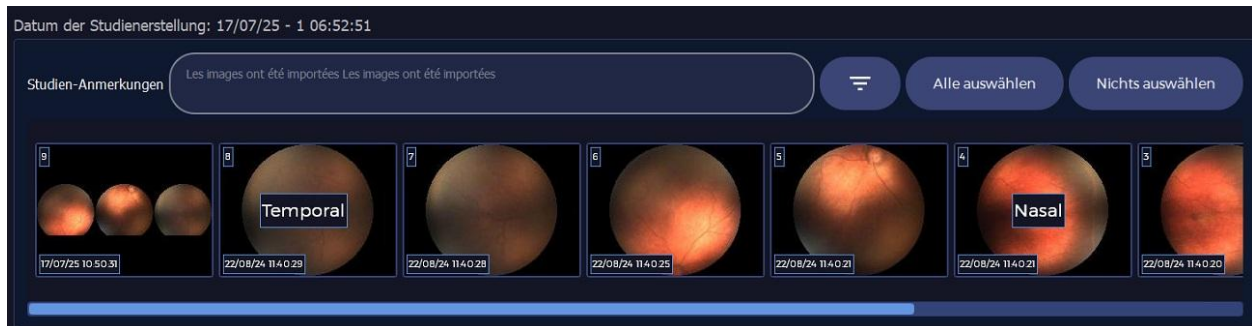 Datum der Studienerstellung: 17/07/25 - 1 06:52:51
Studien-Anmerkungen
Les images ont été importées Les images ont été importées
Alle auswählen
Nichts auswählen
9
8
7
6
5
4
3
Temporal
Nasal
17/07/25 10:50:31
22/08/24 11:40:29
22/08/24 11:40:28
22/08/24 11:40:25
22/08/24 11:40:21
22/08/24 11:40:21
22/08/24 11:40:20